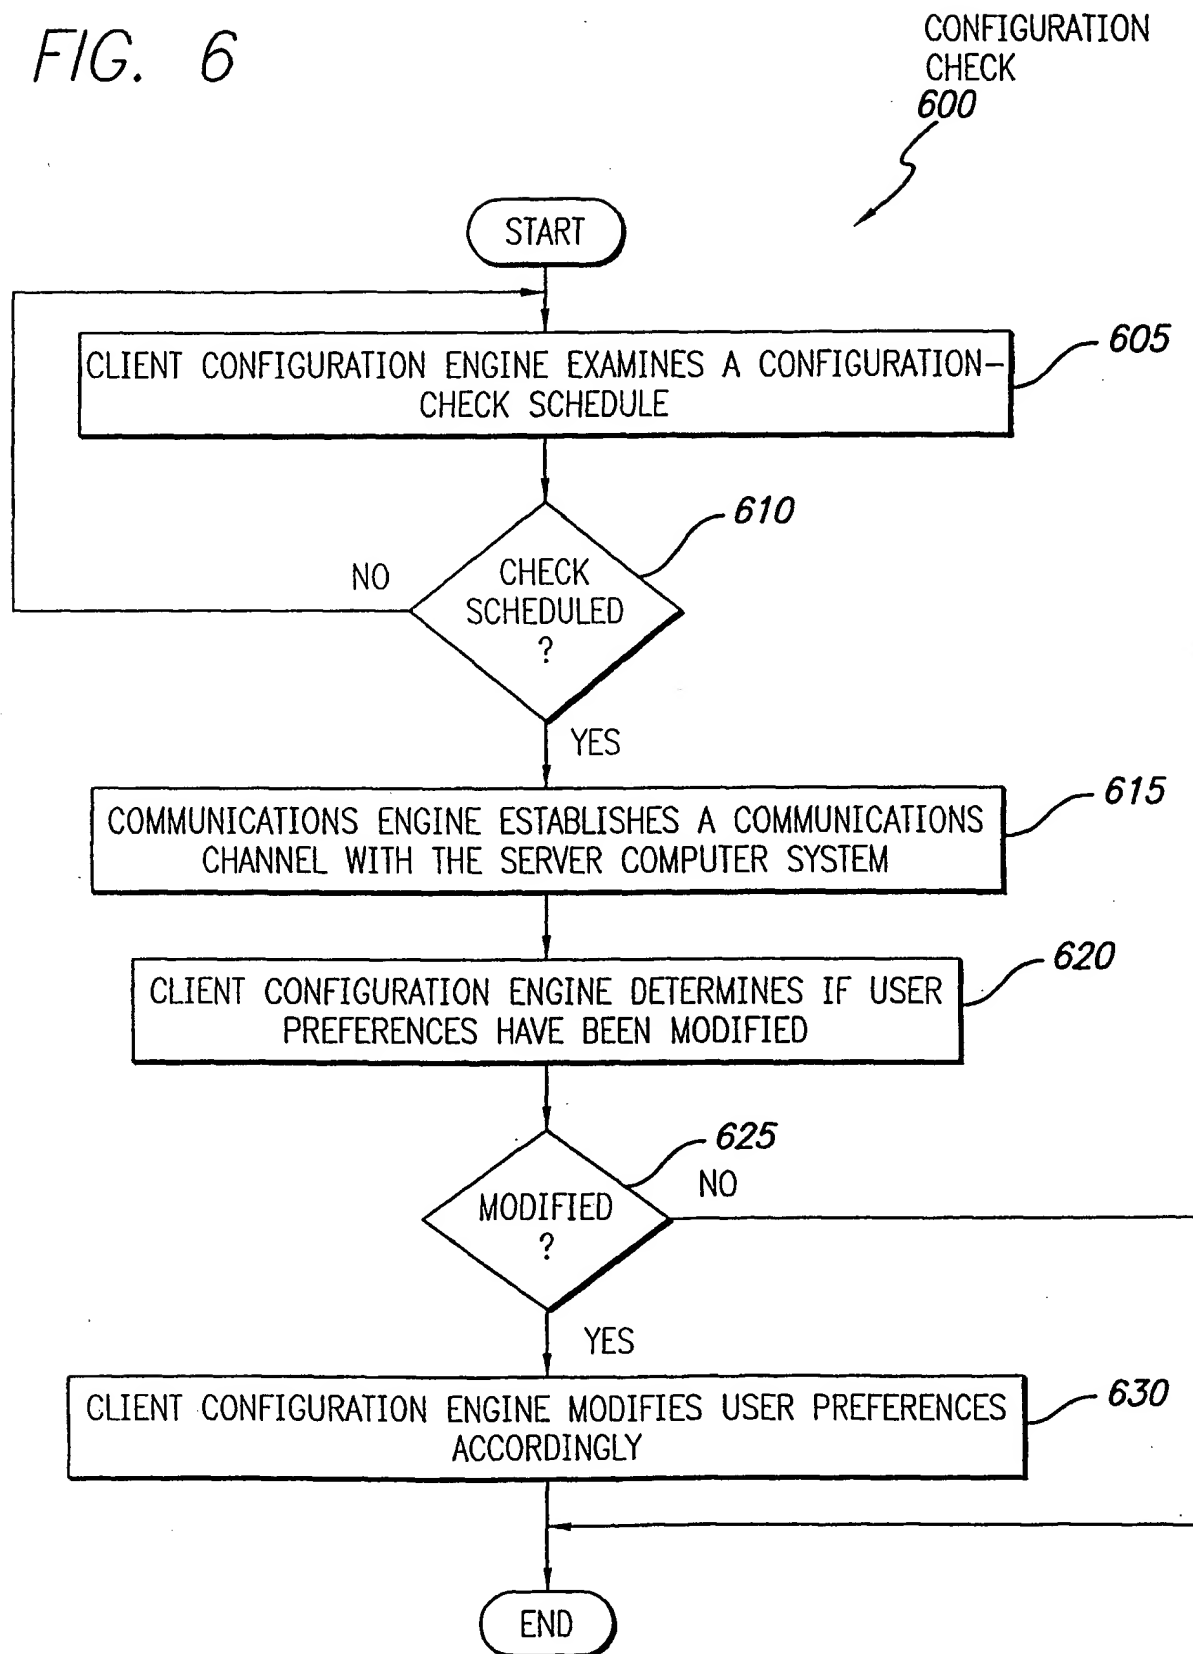 FIG. 6
CONFIGURATION
CHECK
600
START
CLIENT CONFIGURATION ENGINE EXAMINES A CONFIGURATION-
CHECK SCHEDULE
605
CHECK
SCHEDULED
?
610
NO
YES
COMMUNICATIONS ENGINE ESTABLISHES A COMMUNICATIONS
CHANNEL WITH THE SERVER COMPUTER SYSTEM
615
CLIENT CONFIGURATION ENGINE DETERMINES IF USER
PREFERENCES HAVE BEEN MODIFIED
620
MODIFIED
?
625
NO
YES
CLIENT CONFIGURATION ENGINE MODIFIES USER PREFERENCES
ACCORDINGLY
630
END